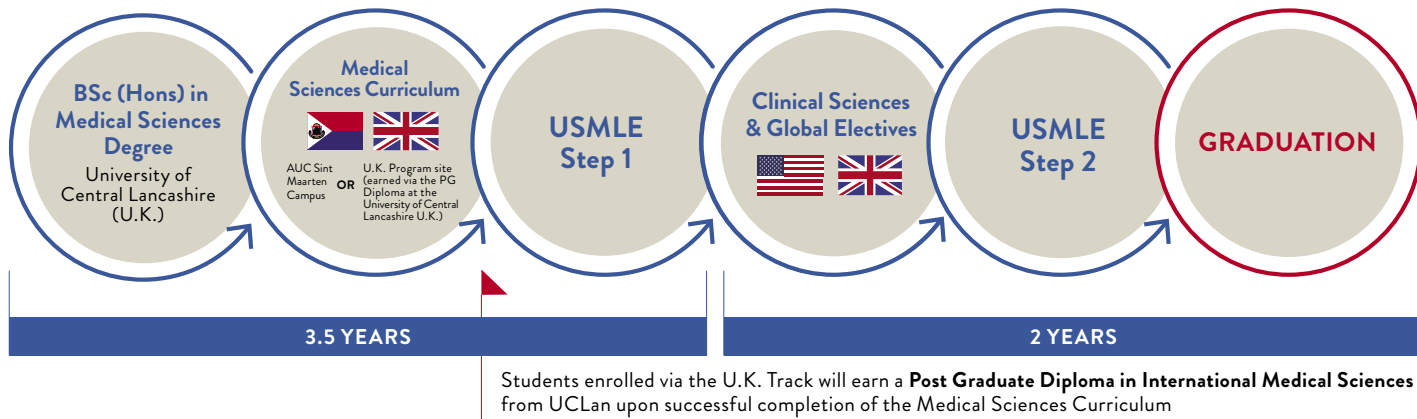 BSc (Hons) in
Medical Sciences
Degree
University of
Central Lancashire
(U.K.)
Medical
Sciences Curriculum
AUC Sint
Maarten
Campus
OR
U.K. Program site
(earned via the PG
Diploma at the
University of Central
Lancashire U.K.)
USMLE
Step 1
Clinical Sciences
& Global Electives
USMLE
Step 2
GRADUATION
3.5 YEARS
2 YEARS
Students enrolled via the U.K. Track will earn a Post Graduate Diploma in International Medical Sciences
from UCLan upon successful completion of the Medical Sciences Curriculum